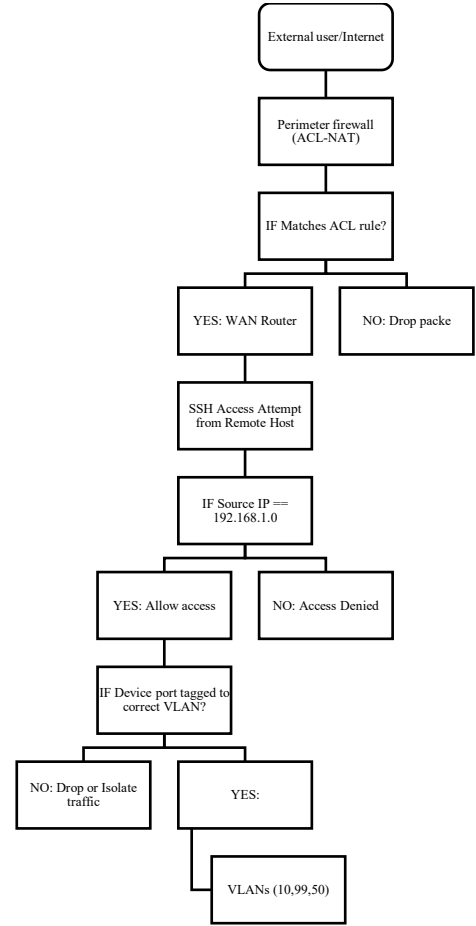 External user/Internet
Perimeter firewall
(ACL-NAT)
IF Matches ACL rule?
YES: WAN Router
NO: Drop packe
SSH Access Attempt
from Remote Host
IF Source IP ==
192.168.1.0
YES: Allow access
NO: Access Denied
IF Device port tagged to
correct VLAN?
NO: Drop or Isolate
traffic
YES:
VLANs (10,99,50)